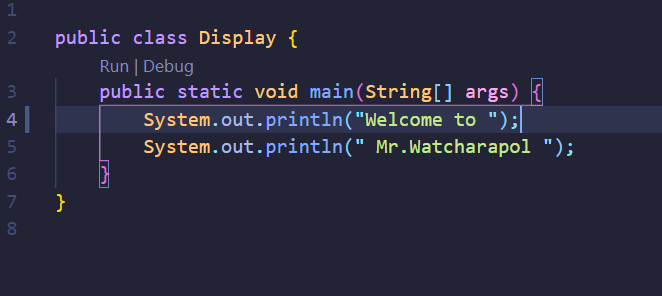 1
2 public class Display {
Run | Debug
3 public static void main(String[] args) {
4 System.out.println("Welcome to ");
5 System.out.println(" Mr.Watcharapol ");
6 }
7 }
8